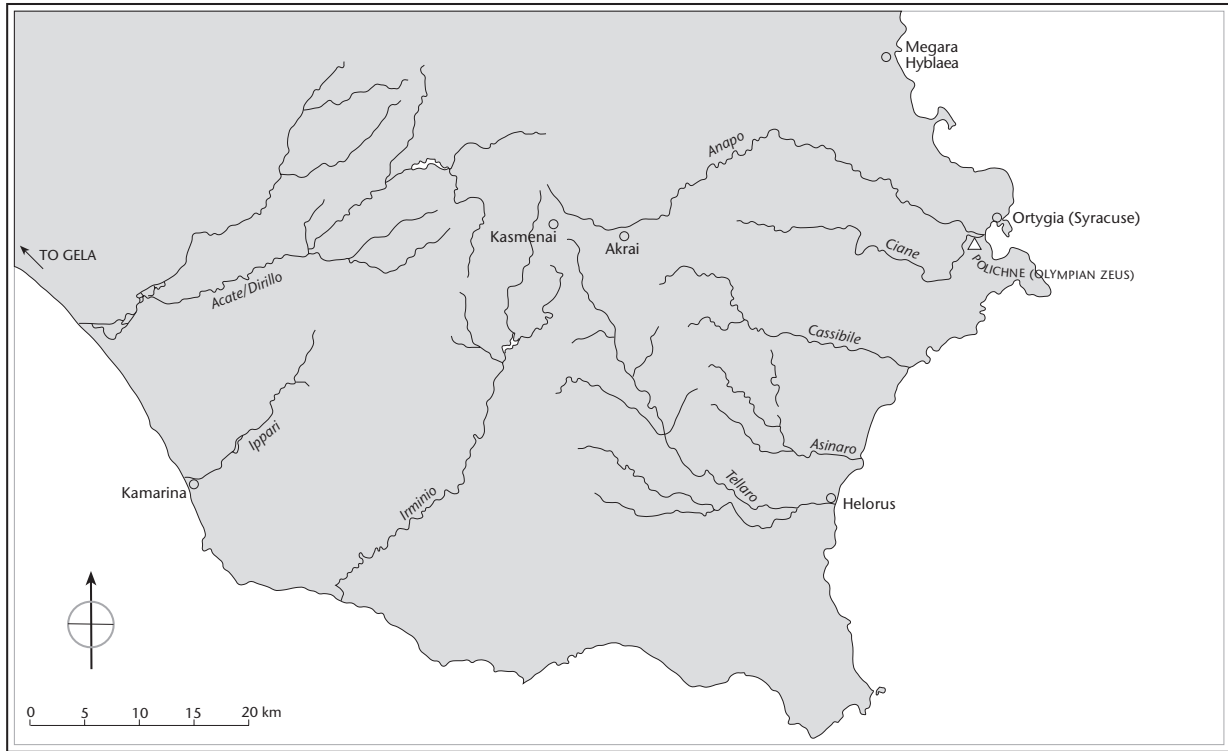 Megara
Hyblaea
Anapo
Ortygia (Syracuse)
Kasmenai
Akrai
Ciane
TO GELA
POLICHNE (OLYMPIAN ZEUS)
Acate/Dirillo
Cassibile
Ippari
Asinaro
Kamarina
Irminio
Tellaro
Helorus
0 5 10 15 20 km